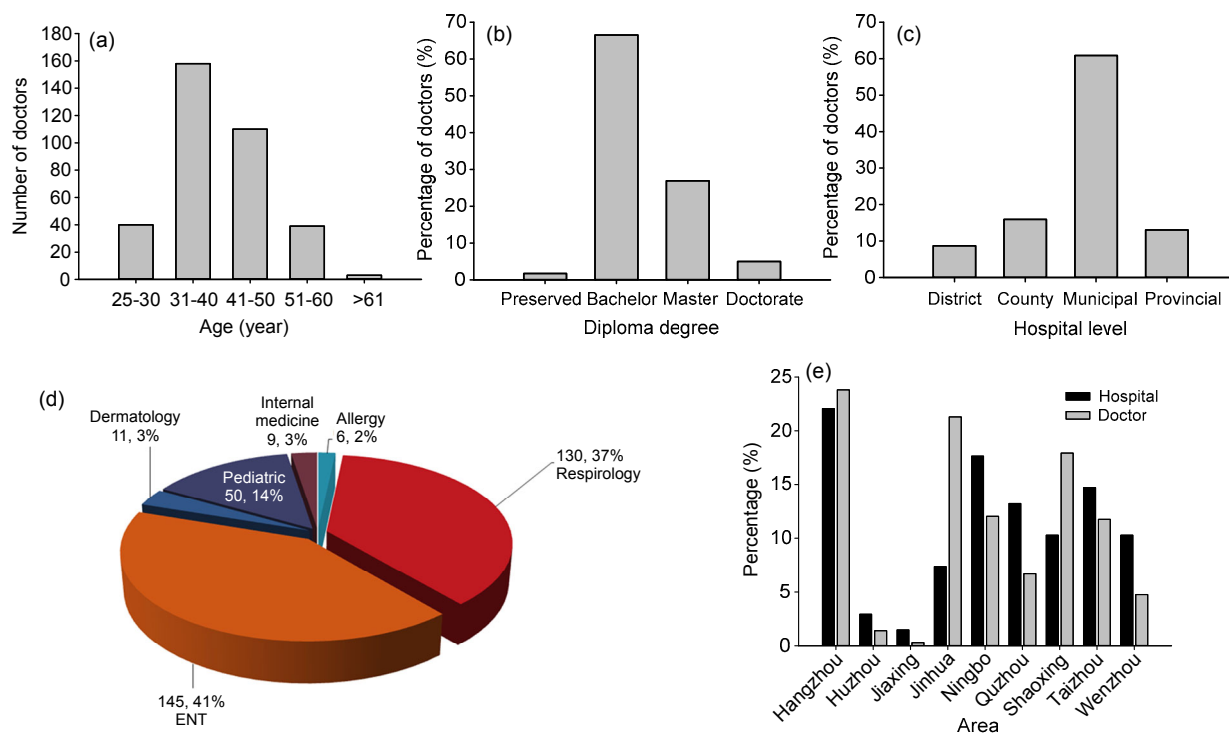 (a)
Number of doctors
180
160
140
120
100
80
60
40
20
0
25-30 31-40 41-50 51-60 >61
Age (year)
(b)
Percentage of doctors (%)
70
60
50
40
30
20
10
0
Preserved Bachelor Master Doctorate
Diploma degree
(c)
Percentage of doctors (%)
70
60
50
40
30
20
10
0
District County Municipal Provincial
Hospital level
(d)
Dermatology
11, 3%
Internal
medicine
9, 3%
Allergy
6, 2%
Pediatric
50, 14%
130, 37%
Respirology
145, 41%
ENT
(e)
Hospital
Doctor
Percentage (%)
25
20
15
10
5
0
Hangzhou Huzhou Jiaxing Jinhua Ningbo Quzhou Shaoxing Taizhou Wenzhou
Area